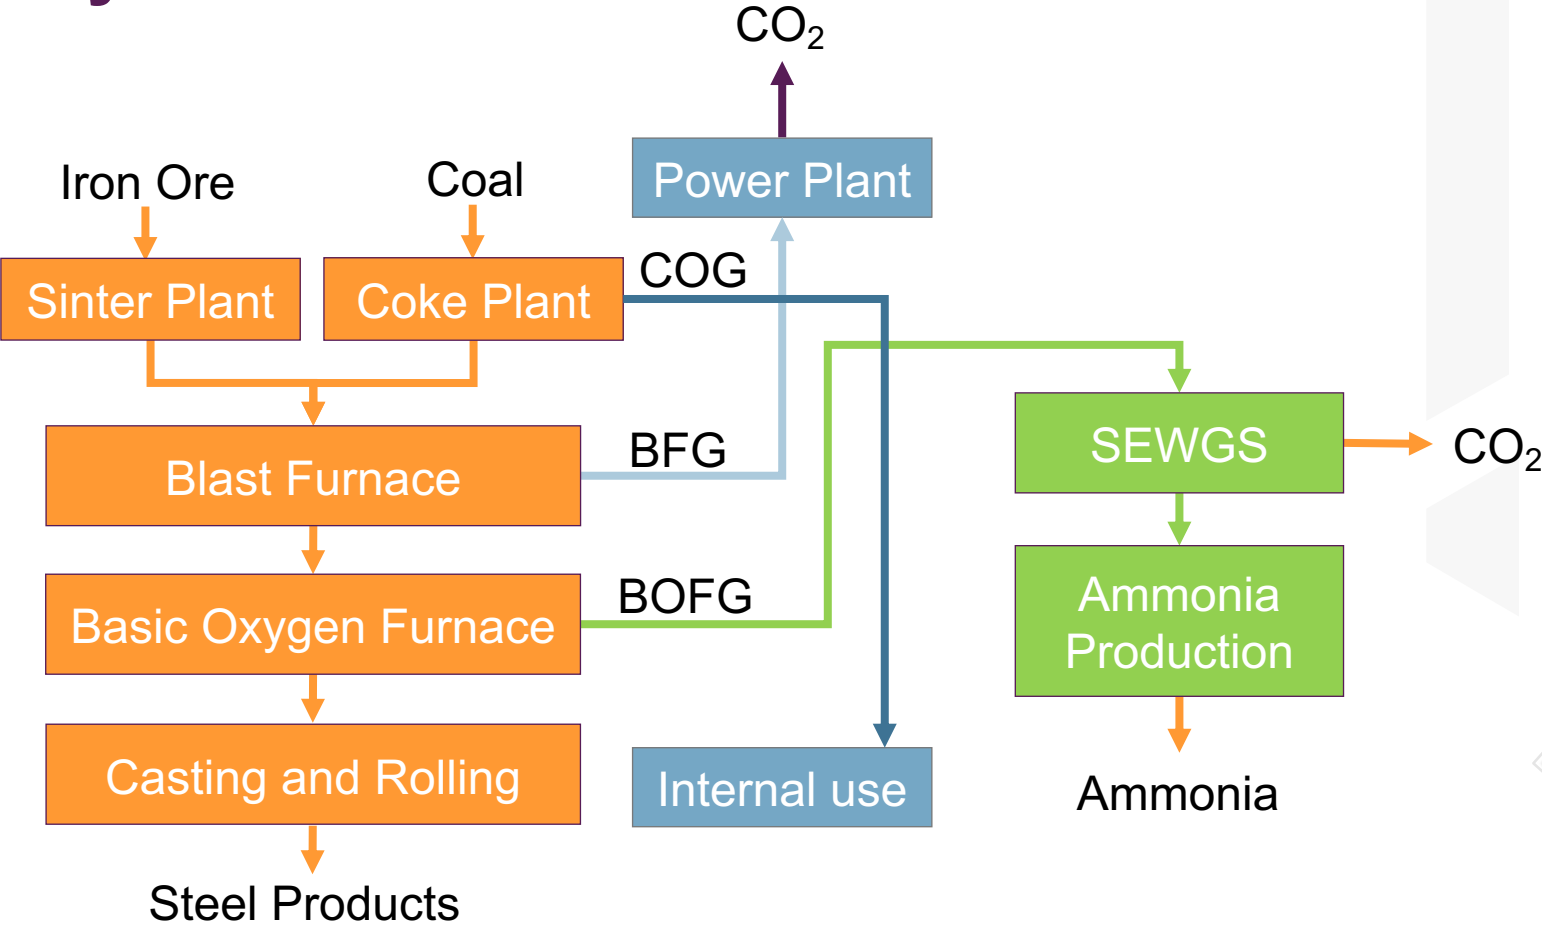 CO₂
Iron Ore
Coal
Power Plant
COG
Sinter Plant
Coke Plant
BFG
SEWGS
CO₂
Blast Furnace
BOFG
Ammonia
Production
Basic Oxygen Furnace
Casting and Rolling
Internal use
Ammonia
Steel Products